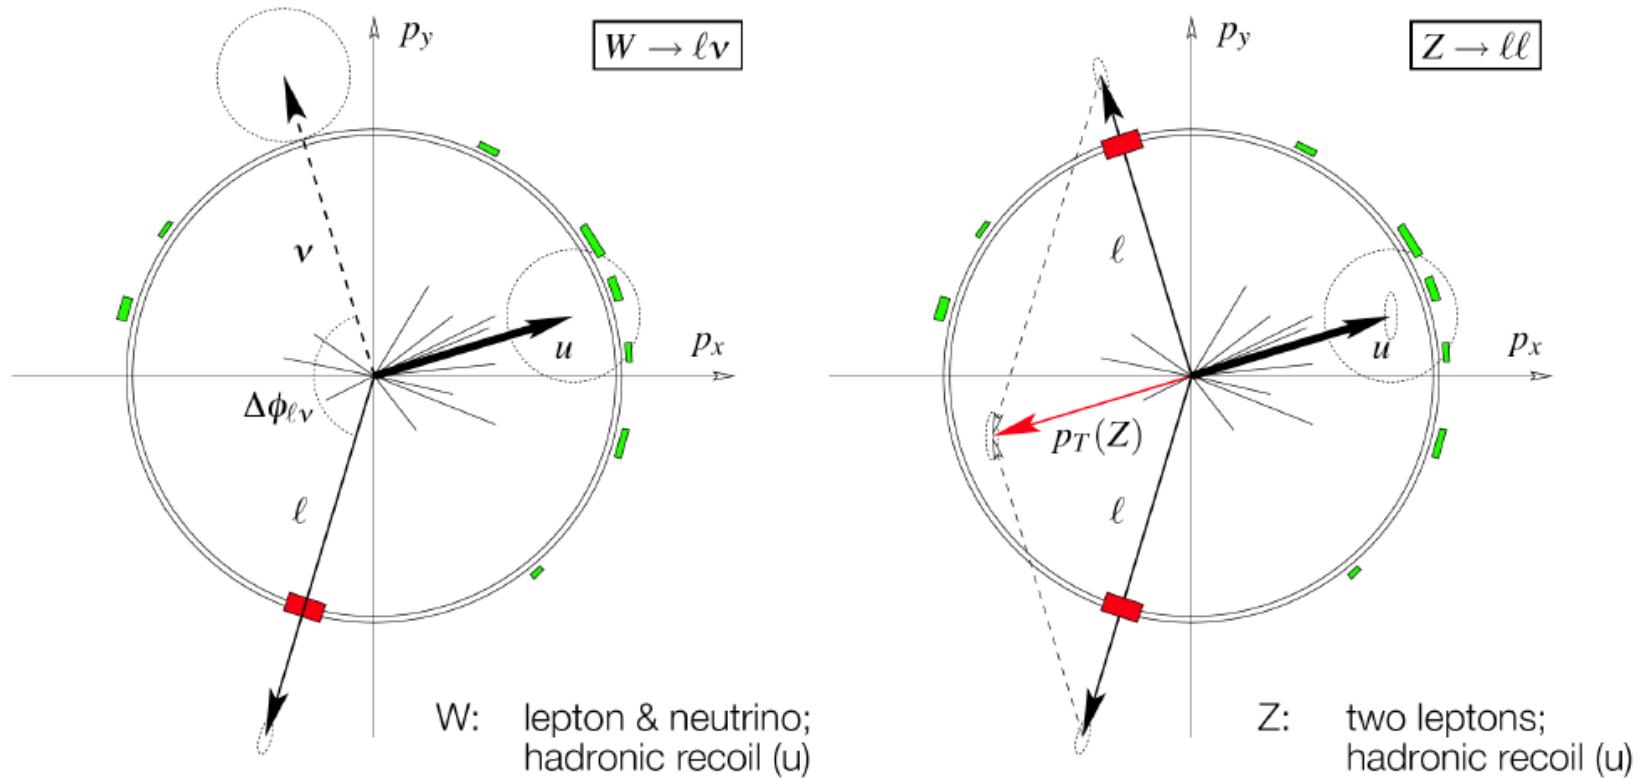 p_y
W → ℓν
ν
u
p_x
Δϕ_ℓν
ℓ
W: lepton & neutrino;
hadronic recoil (u)
p_y
Z → ℓℓ
ℓ
u
p_x
p_T(Z)
ℓ
Z: two leptons;
hadronic recoil (u)